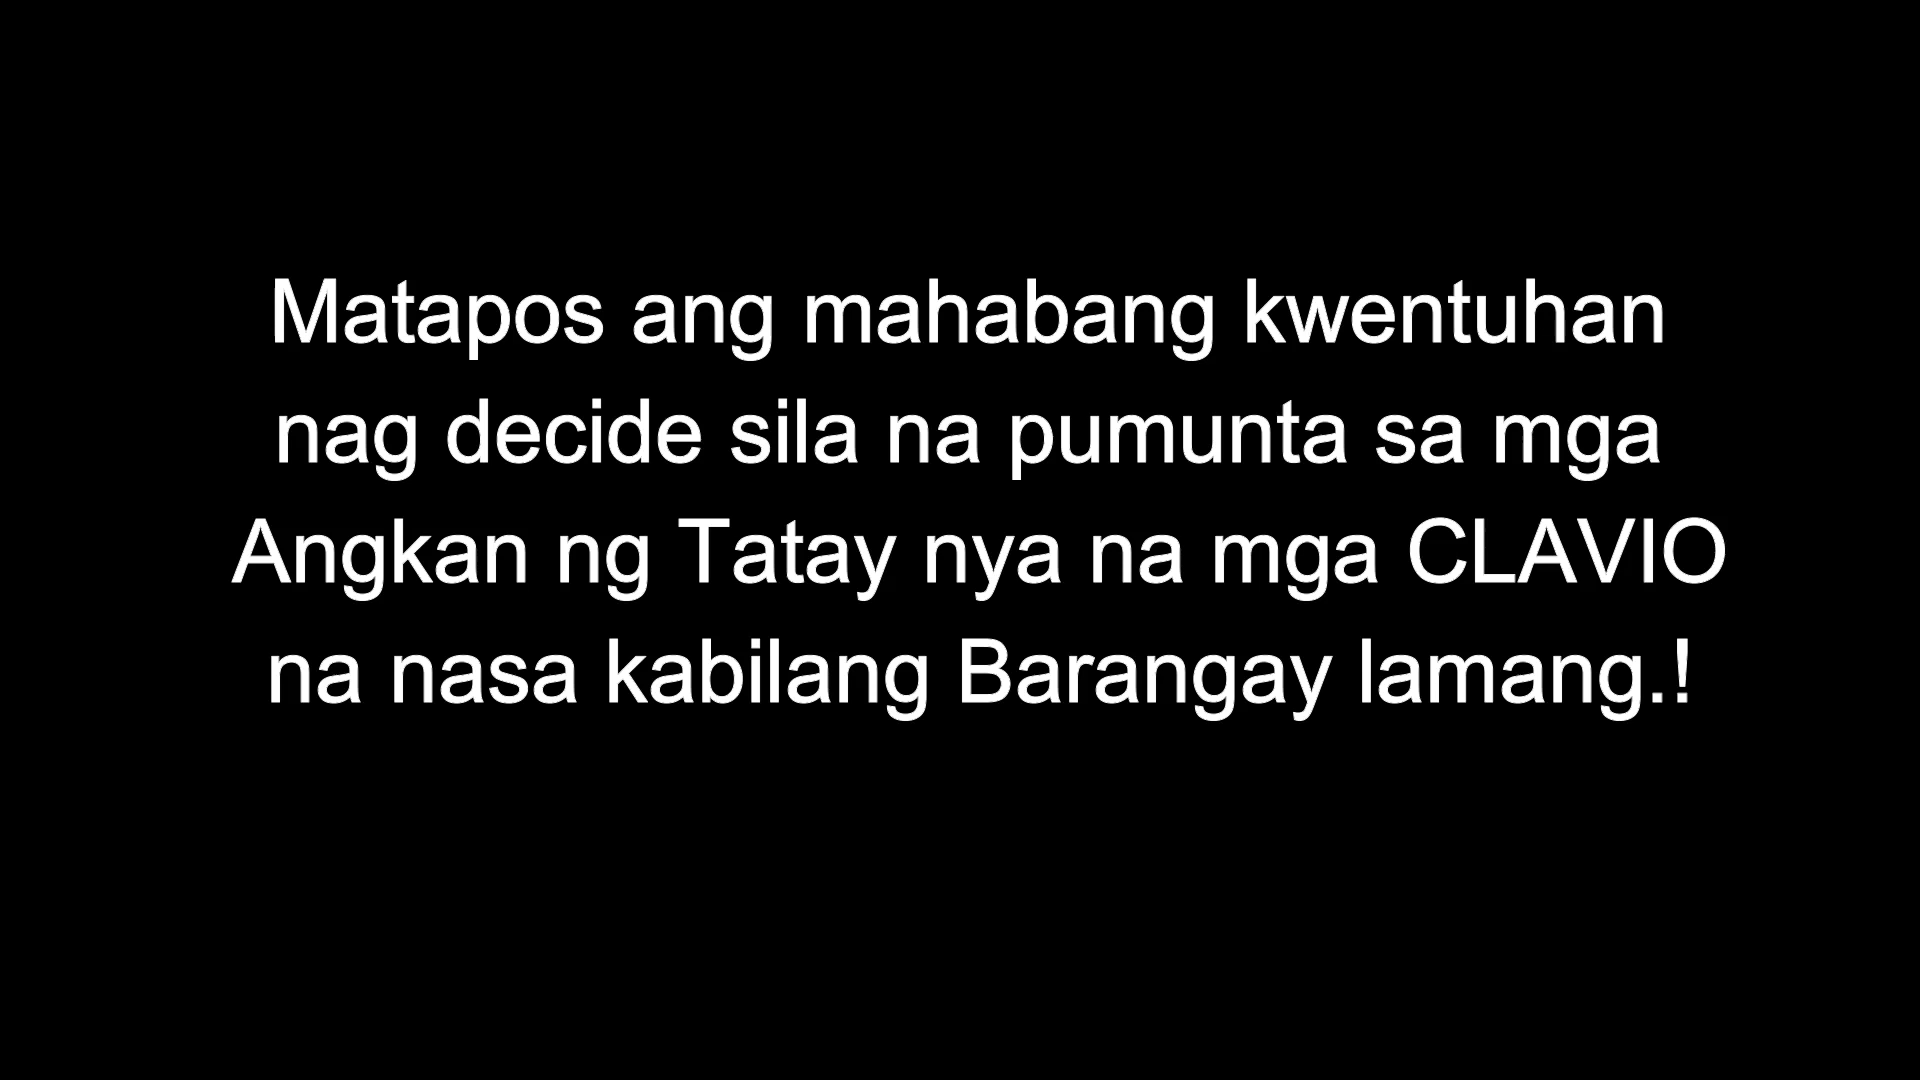 Matapos ang mahabang kwentuhan
nag decide sila na pumunta sa mga
Angkan ng Tatay nya na mga CLAVIO
na nasa kabilang Barangay lamang.!